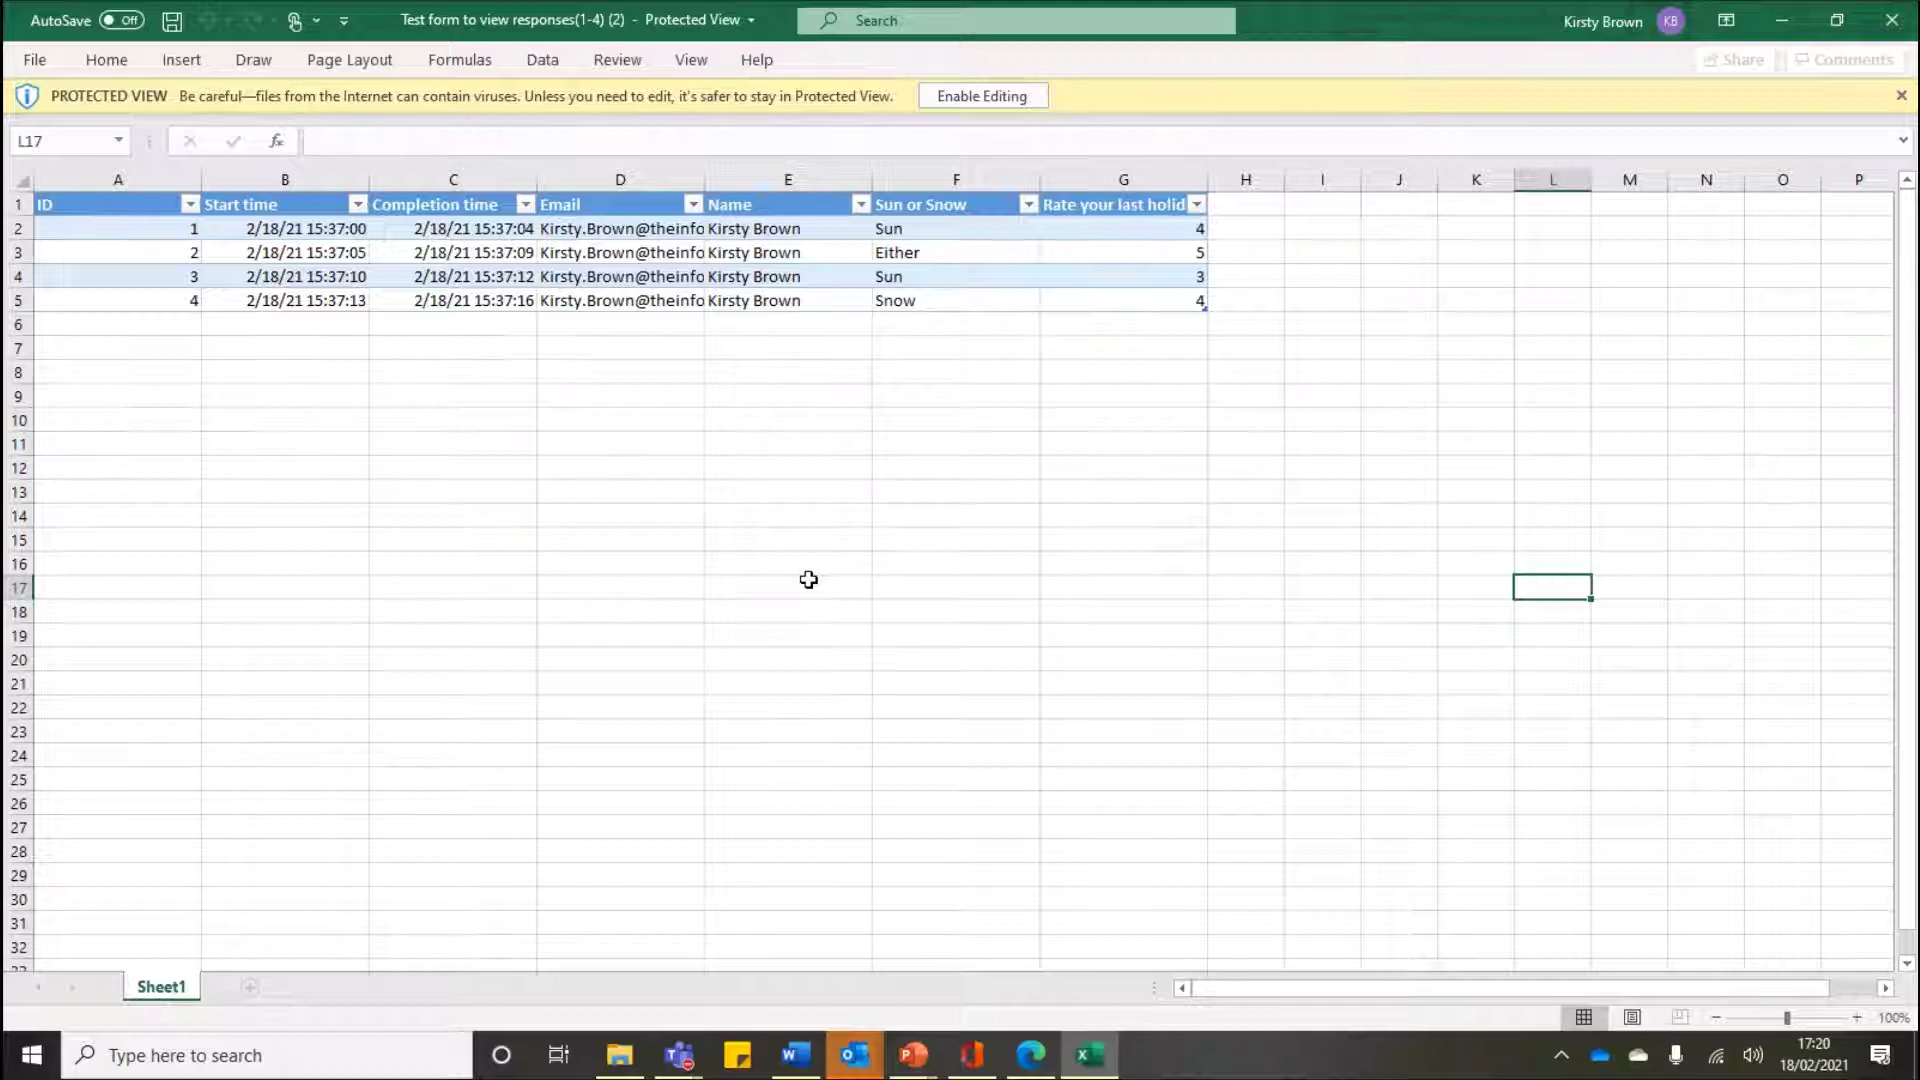 AutoSave Off Test form to view responses(1-4) (2) - Protected View Search Kirsty Brown KB
File Home Insert Draw Page Layout Formulas Data Review View Help Share Comments
PROTECTED VIEW Be careful—files from the Internet can contain viruses. Unless you need to edit, it's safer to stay in Protected View. Enable Editing
L17 fx
A B C D E F G H I J K L M N O P
1 ID Start time Completion time Email Name Sun or Snow Rate your last holid
2 1 2/18/21 15:37:00 2/18/21 15:37:04 Kirsty.Brown@theinfo Kirsty Brown Sun 4
3 2 2/18/21 15:37:05 2/18/21 15:37:09 Kirsty.Brown@theinfo Kirsty Brown Either 5
4 3 2/18/21 15:37:10 2/18/21 15:37:12 Kirsty.Brown@theinfo Kirsty Brown Sun 3
5 4 2/18/21 15:37:13 2/18/21 15:37:16 Kirsty.Brown@theinfo Kirsty Brown Snow 4
6
7
8
9
10
11
12
13
14
15
16
17
18
19
20
21
22
23
24
25
26
27
28
29
30
31
32
33
Sheet1
100%
Type here to search 17:20
18/02/2021